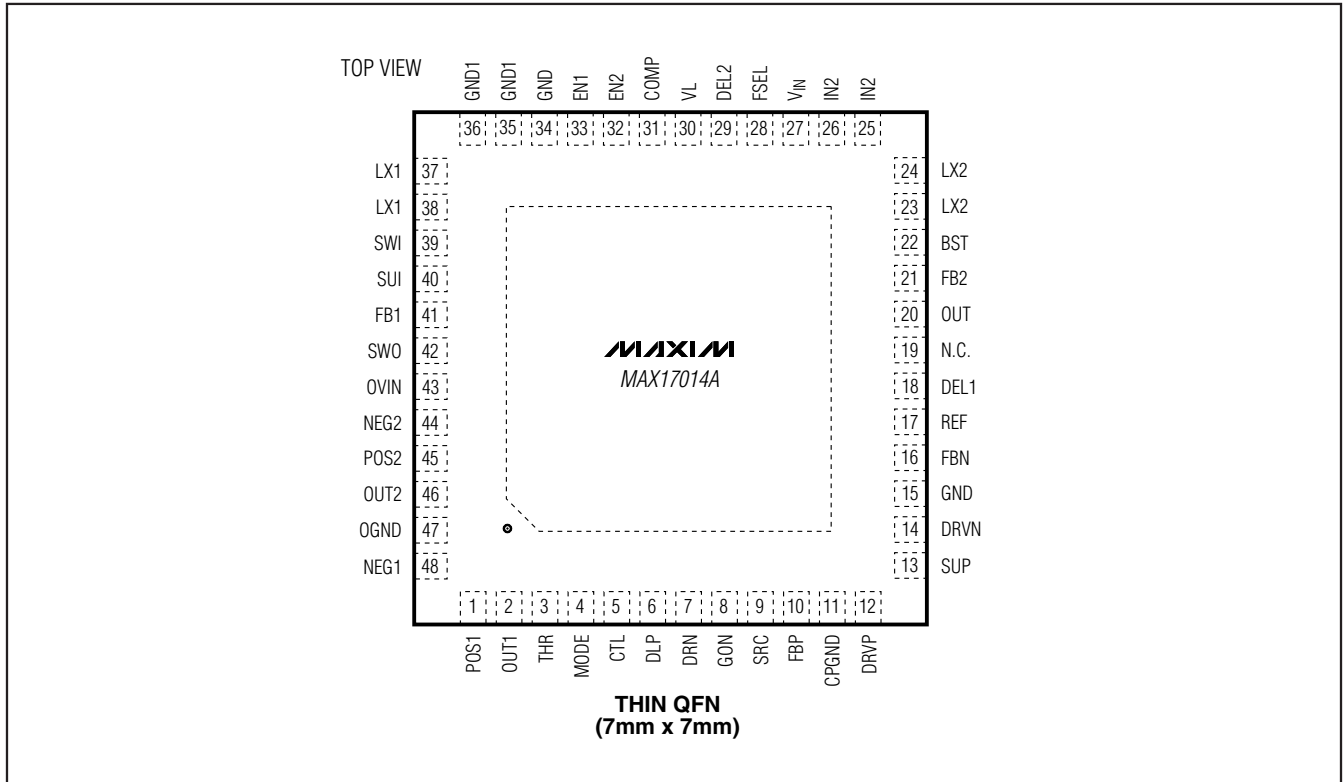 TOP VIEW
GND1 GND1 GND EN1 EN2 COMP VL DEL2 FSEL VIN IN2 IN2
36 35 34 33 32 31 30 29 28 27 26 25
LX1 37 24 LX2
LX1 38 23 LX2
SWI 39 22 BST
SUI 40 21 FB2
FB1 41 20 OUT
SWO 42 19 N.C.
MAXIM
MAX17014A
OVIN 43 18 DEL1
NEG2 44 17 REF
POS2 45 16 FBN
OUT2 46 15 GND
OGND 47 14 DRVN
NEG1 48 13 SUP
1 2 3 4 5 6 7 8 9 10 11 12
POS1 OUT1 THR MODE CTL DLP DRN GON SRC FBP CPGND DRVP
THIN QFN
(7mm x 7mm)